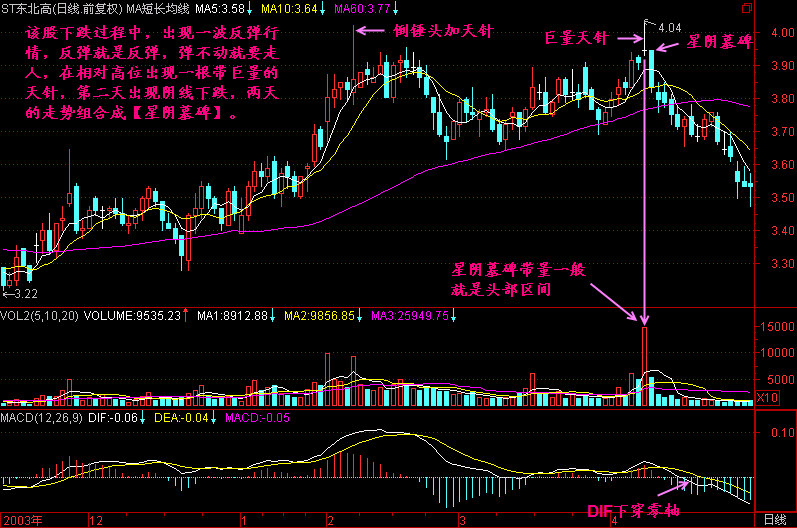 ST东北高(日线.前复权) MA短长均线 MA5:3.58↓ MA10:3.64↓ MA60:3.77↓
该股下跌过程中，出现一波反弹行
情，反弹就是反弹，弹不动就要走
人，在相对高位出现一根带巨量的
天针，第二天出现阴线下跌，两天
的走势组合成【星阴墓碑】。
倒锤头加天针
4.04
巨量天针
星阴墓碑
4.00
3.90
3.80
3.70
3.60
3.50
3.40
3.30
←3.22
星阴墓碑带量一般
就是头部区间
VOL2(5,10,20) VOLUME:9535.23↑ MA1:8912.88↓ MA2:9856.85↓ MA3:25949.75↓
15000
10000
5000
X10
MACD(12,26,9) DIF:-0.06↓ DEA:-0.04↓ MACD:-0.05
0.10
DIF下穿零轴
2003年 12 1 2 3 4 日线